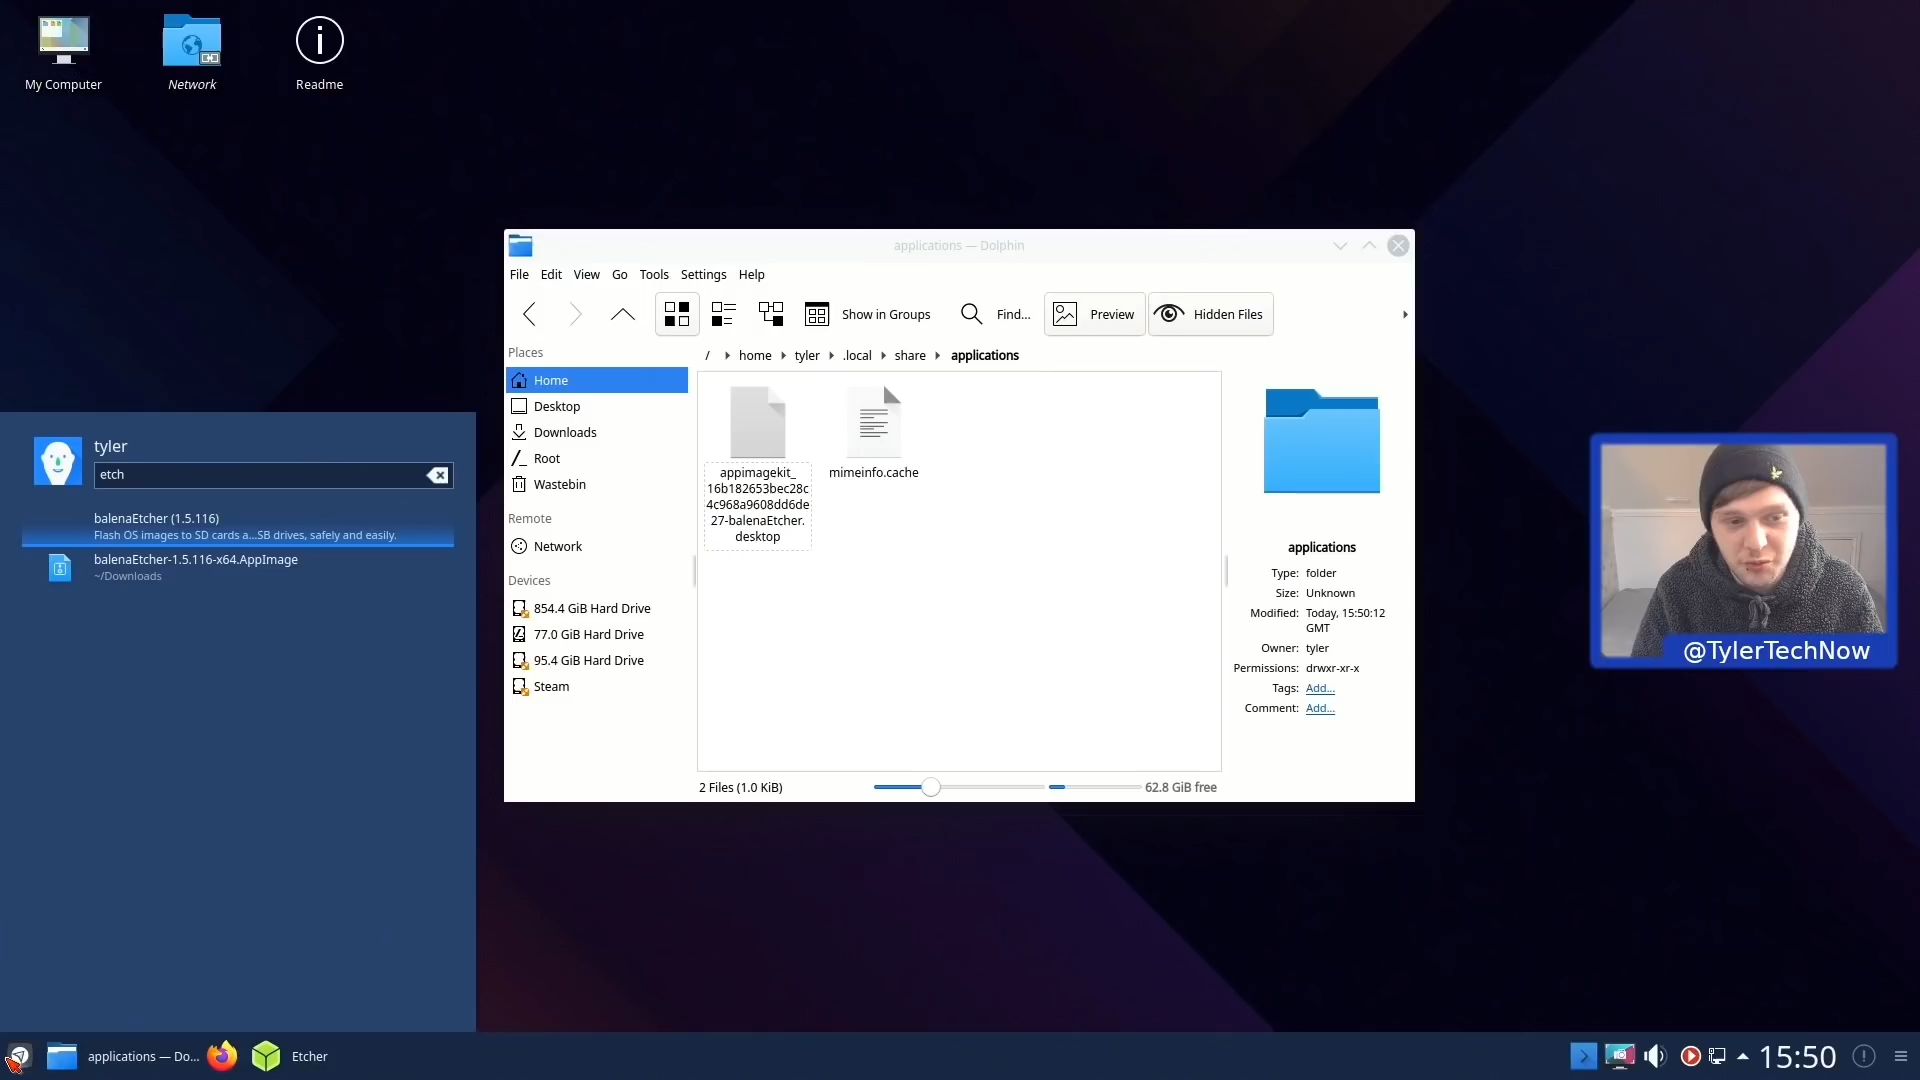 My Computer
Network
Readme
applications — Dolphin
File Edit View Go Tools Settings Help
Show in Groups
Find...
Preview
Hidden Files
Places
Home
Desktop
Downloads
Root
Wastebin
Remote
Network
Devices
854.4 GiB Hard Drive
77.0 GiB Hard Drive
95.4 GiB Hard Drive
Steam
/ home tyler .local share applications
appimagekit_
16b182653bec28c
4c968a9608dd6de
27-balenaEtcher.
desktop
mimeinfo.cache
2 Files (1.0 KiB)
62.8 GiB free
applications
Type: folder
Size: Unknown
Modified: Today, 15:50:12
GMT
Owner: tyler
Permissions: drwxr-xr-x
Tags: Add...
Comment: Add...
tyler
etch
balenaEtcher (1.5.116)
Flash OS images to SD cards a...SB drives, safely and easily.
balenaEtcher-1.5.116-x64.AppImage
~/Downloads
@TylerTechNow
applications — Do...
Etcher
15:50